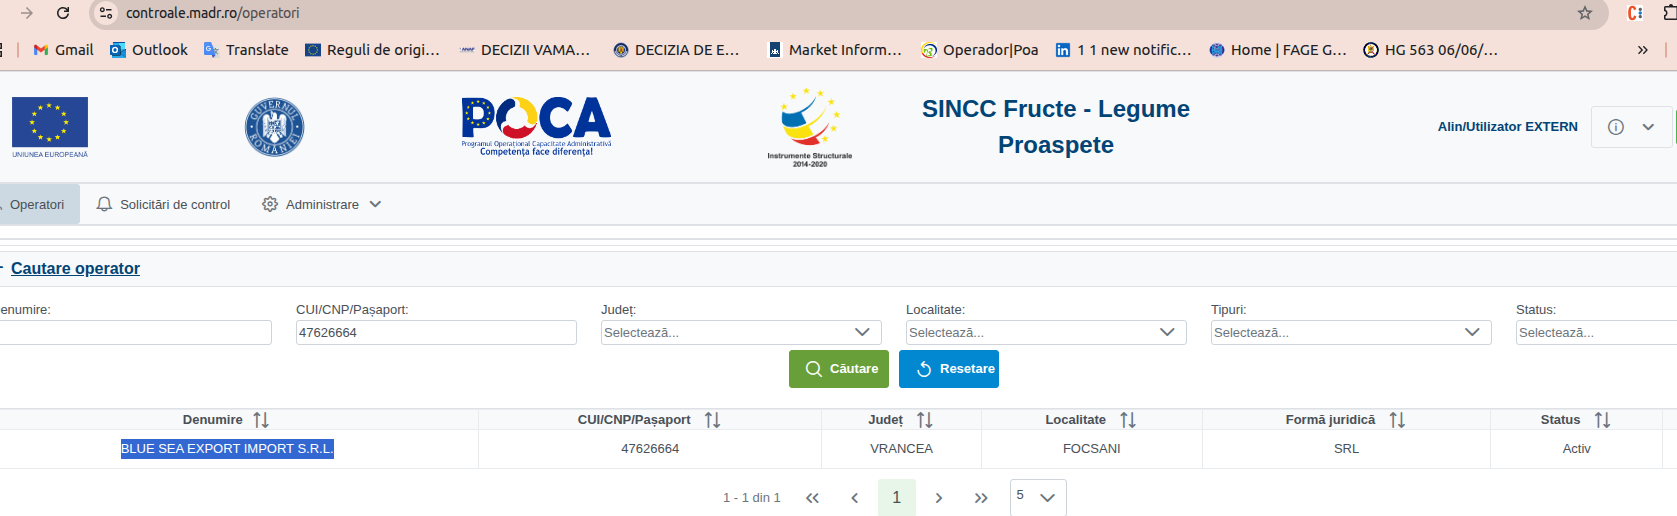 controale.madr.ro/operatori
Gmail Outlook Translate Reguli de origi... DECIZII VAMA... DECIZIA DE E... Market Inform... Operador|Poa 1 1 new notific... Home | FAGE G... HG 563 06/06/... »
UNIUNEA EUROPEANĂ
GUVERNUL ROMÂNIEI
POCA
Programul Operațional Capacitate Administrativă
Competența face diferența!
Instrumente Structurale
2014-2020
SINCC Fructe - Legume
Proaspete
Alin/Utilizator EXTERN
Operatori Solicitări de control Administrare
Cautare operator
enumire: CUI/CNP/Pașaport: Județ: Localitate: Tipuri: Status:
47626664 Selectează... Selectează... Selectează... Selectează...
Căutare Resetare
Denumire CUI/CNP/Pașaport Județ Localitate Formă juridică Status
BLUE SEA EXPORT IMPORT S.R.L. 47626664 VRANCEA FOCSANI SRL Activ
1 - 1 din 1 « ‹ 1 › » 5